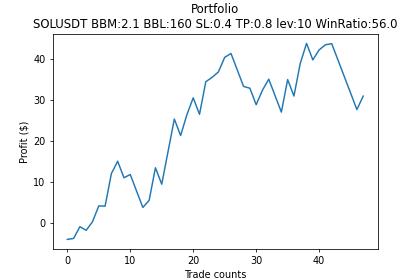 Portfolio
SOLUSDT BBM:2.1 BBL:160 SL:0.4 TP:0.8 lev:10 WinRatio:56.0
Profit ($)
40
30
20
10
0
0 10 20 30 40
Trade counts